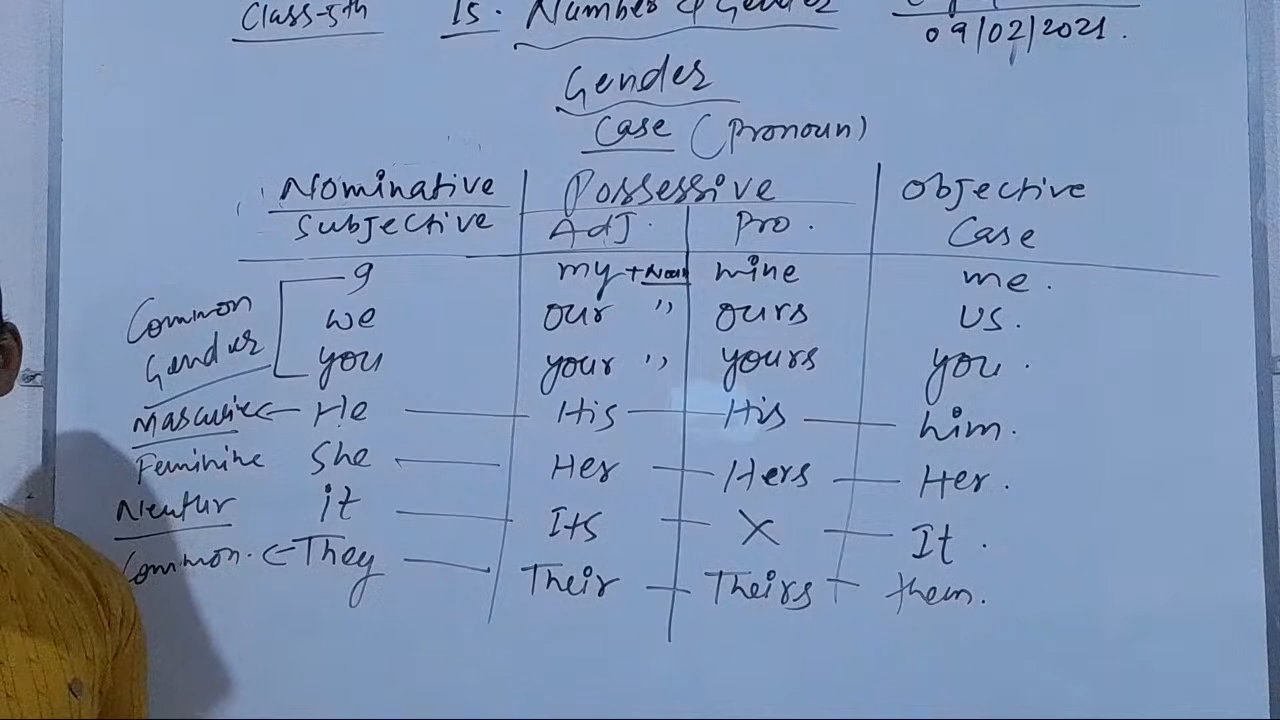 Class-5th 15. Number & Gender
09/02/2021.
Gender
Case (Pronoun)
Nominative Possessive Objective
Subjective Adj. Pro. Case
I my + Noun mine me.
Common Gender
we our " ours us.
you your " yours you.
Masculine ← He His His him.
Feminine She Her Hers Her.
Neutur it Its X It.
Common. ← They Their Theirs them.